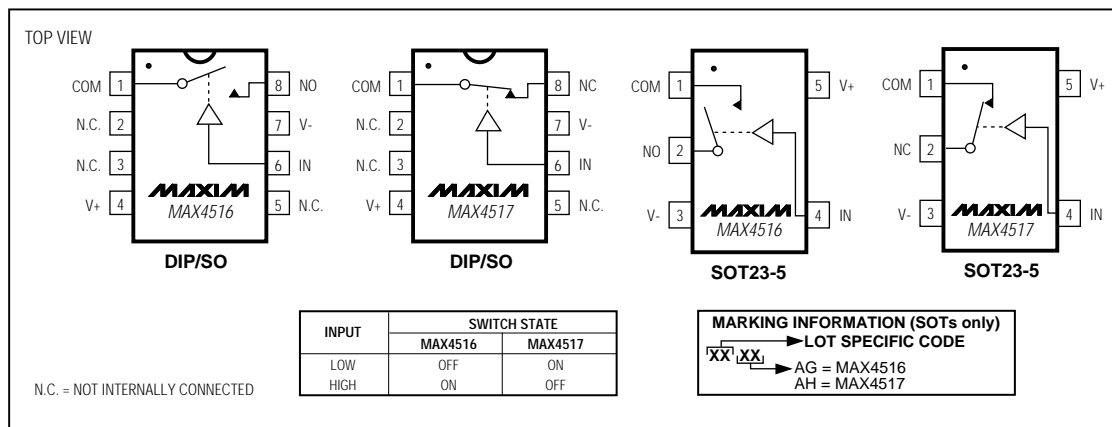 TOP VIEW
COM 1 8 NO
N.C. 2 7 V-
N.C. 3 6 IN
V+ 4 5 N.C.
MAXIM
MAX4516
DIP/SO
COM 1 8 NC
N.C. 2 7 V-
N.C. 3 6 IN
V+ 4 5 N.C.
MAXIM
MAX4517
DIP/SO
COM 1 5 V+
NO 2
V- 3 4 IN
MAXIM
MAX4516
SOT23-5
COM 1 5 V+
NC 2
V- 3 4 IN
MAXIM
MAX4517
SOT23-5
INPUT SWITCH STATE
MAX4516 MAX4517
LOW OFF ON
HIGH ON OFF
N.C. = NOT INTERNALLY CONNECTED
MARKING INFORMATION (SOTs only)
LOT SPECIFIC CODE
XX XX
AG = MAX4516
AH = MAX4517